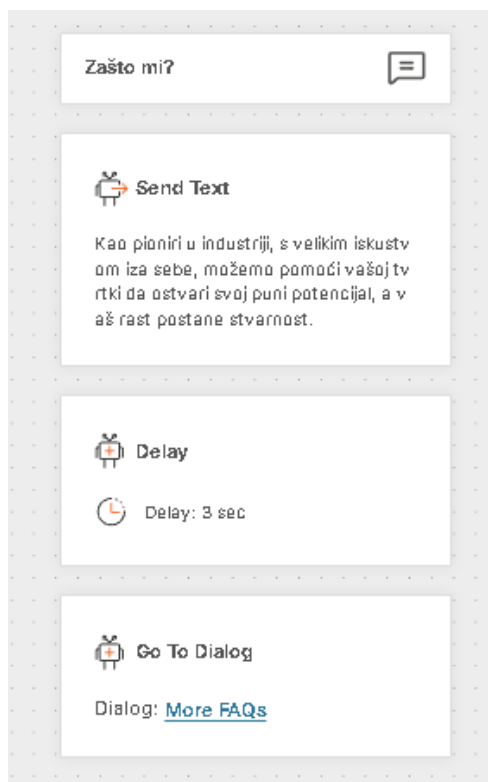 Zašto mi?
Send Text
Kao pioniri u industriji, s velikim iskustv
om iza sebe, možemo pomoći vašoj tv
rtki da ostvari svoj puni potencijal, a v
aš rast postane stvarnost.
Delay
Delay: 3 sec
Go To Dialog
Dialog: More FAQs